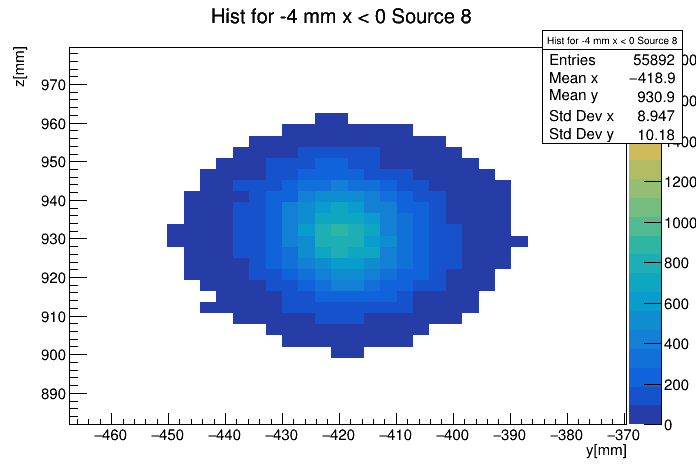 Hist for -4 mm x < 0 Source 8
Hist for -4 mm x < 0 Source 8
Entries 55892
Mean x −418.9
Mean y 930.9
Std Dev x 8.947
Std Dev y 10.18
z[mm]
970
960
950
940
930
920
910
900
890
−460 −450 −440 −430 −420 −410 −400 −390 −380 −370
y[mm]
1400
1200
1000
800
600
400
200
0